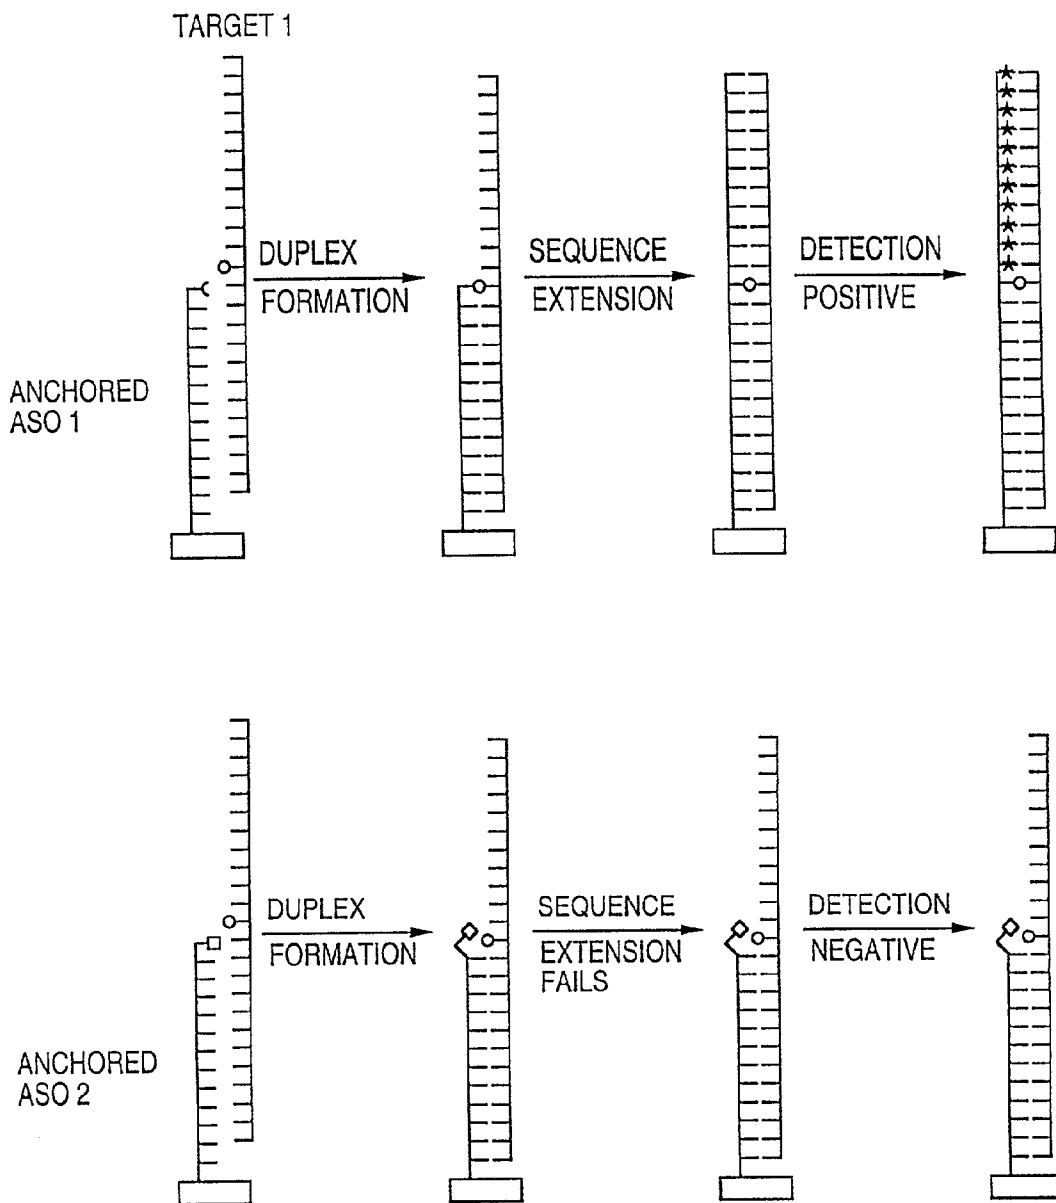 TARGET 1
DUPLEX
FORMATION
SEQUENCE
EXTENSION
DETECTION
POSITIVE
ANCHORED
ASO 1
DUPLEX
FORMATION
SEQUENCE
EXTENSION
FAILS
DETECTION
NEGATIVE
ANCHORED
ASO 2